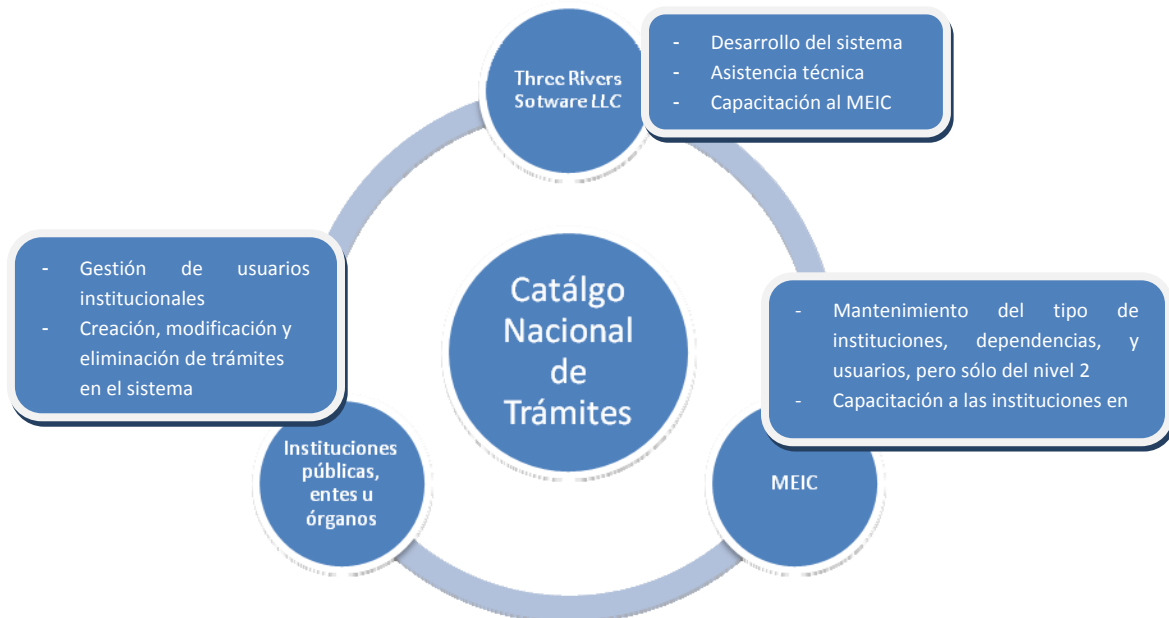 Three Rivers
Sotware LLC
- Desarrollo del sistema
- Asistencia técnica
- Capacitación al MEIC
- Gestión de usuarios
institucionales
- Creación, modificación y
eliminación de trámites
en el sistema
Catálgo
Nacional
de
Trámites
- Mantenimiento del tipo de
instituciones, dependencias, y
usuarios, pero sólo del nivel 2
- Capacitación a las instituciones en
Instituciones
públicas,
entes u
órganos
MEIC